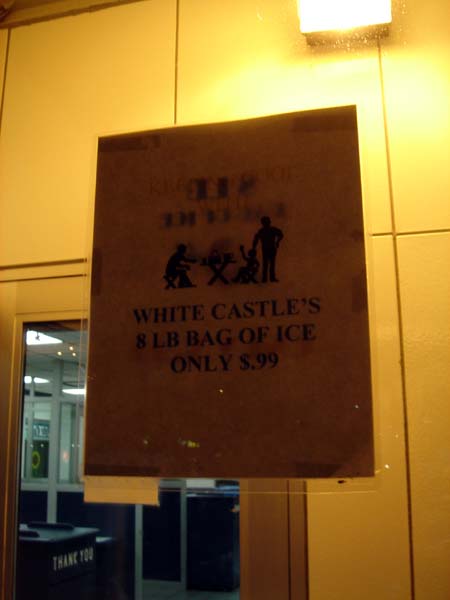 WHITE CASTLE'S
8 LB BAG OF ICE
ONLY $.99
THANK YOU